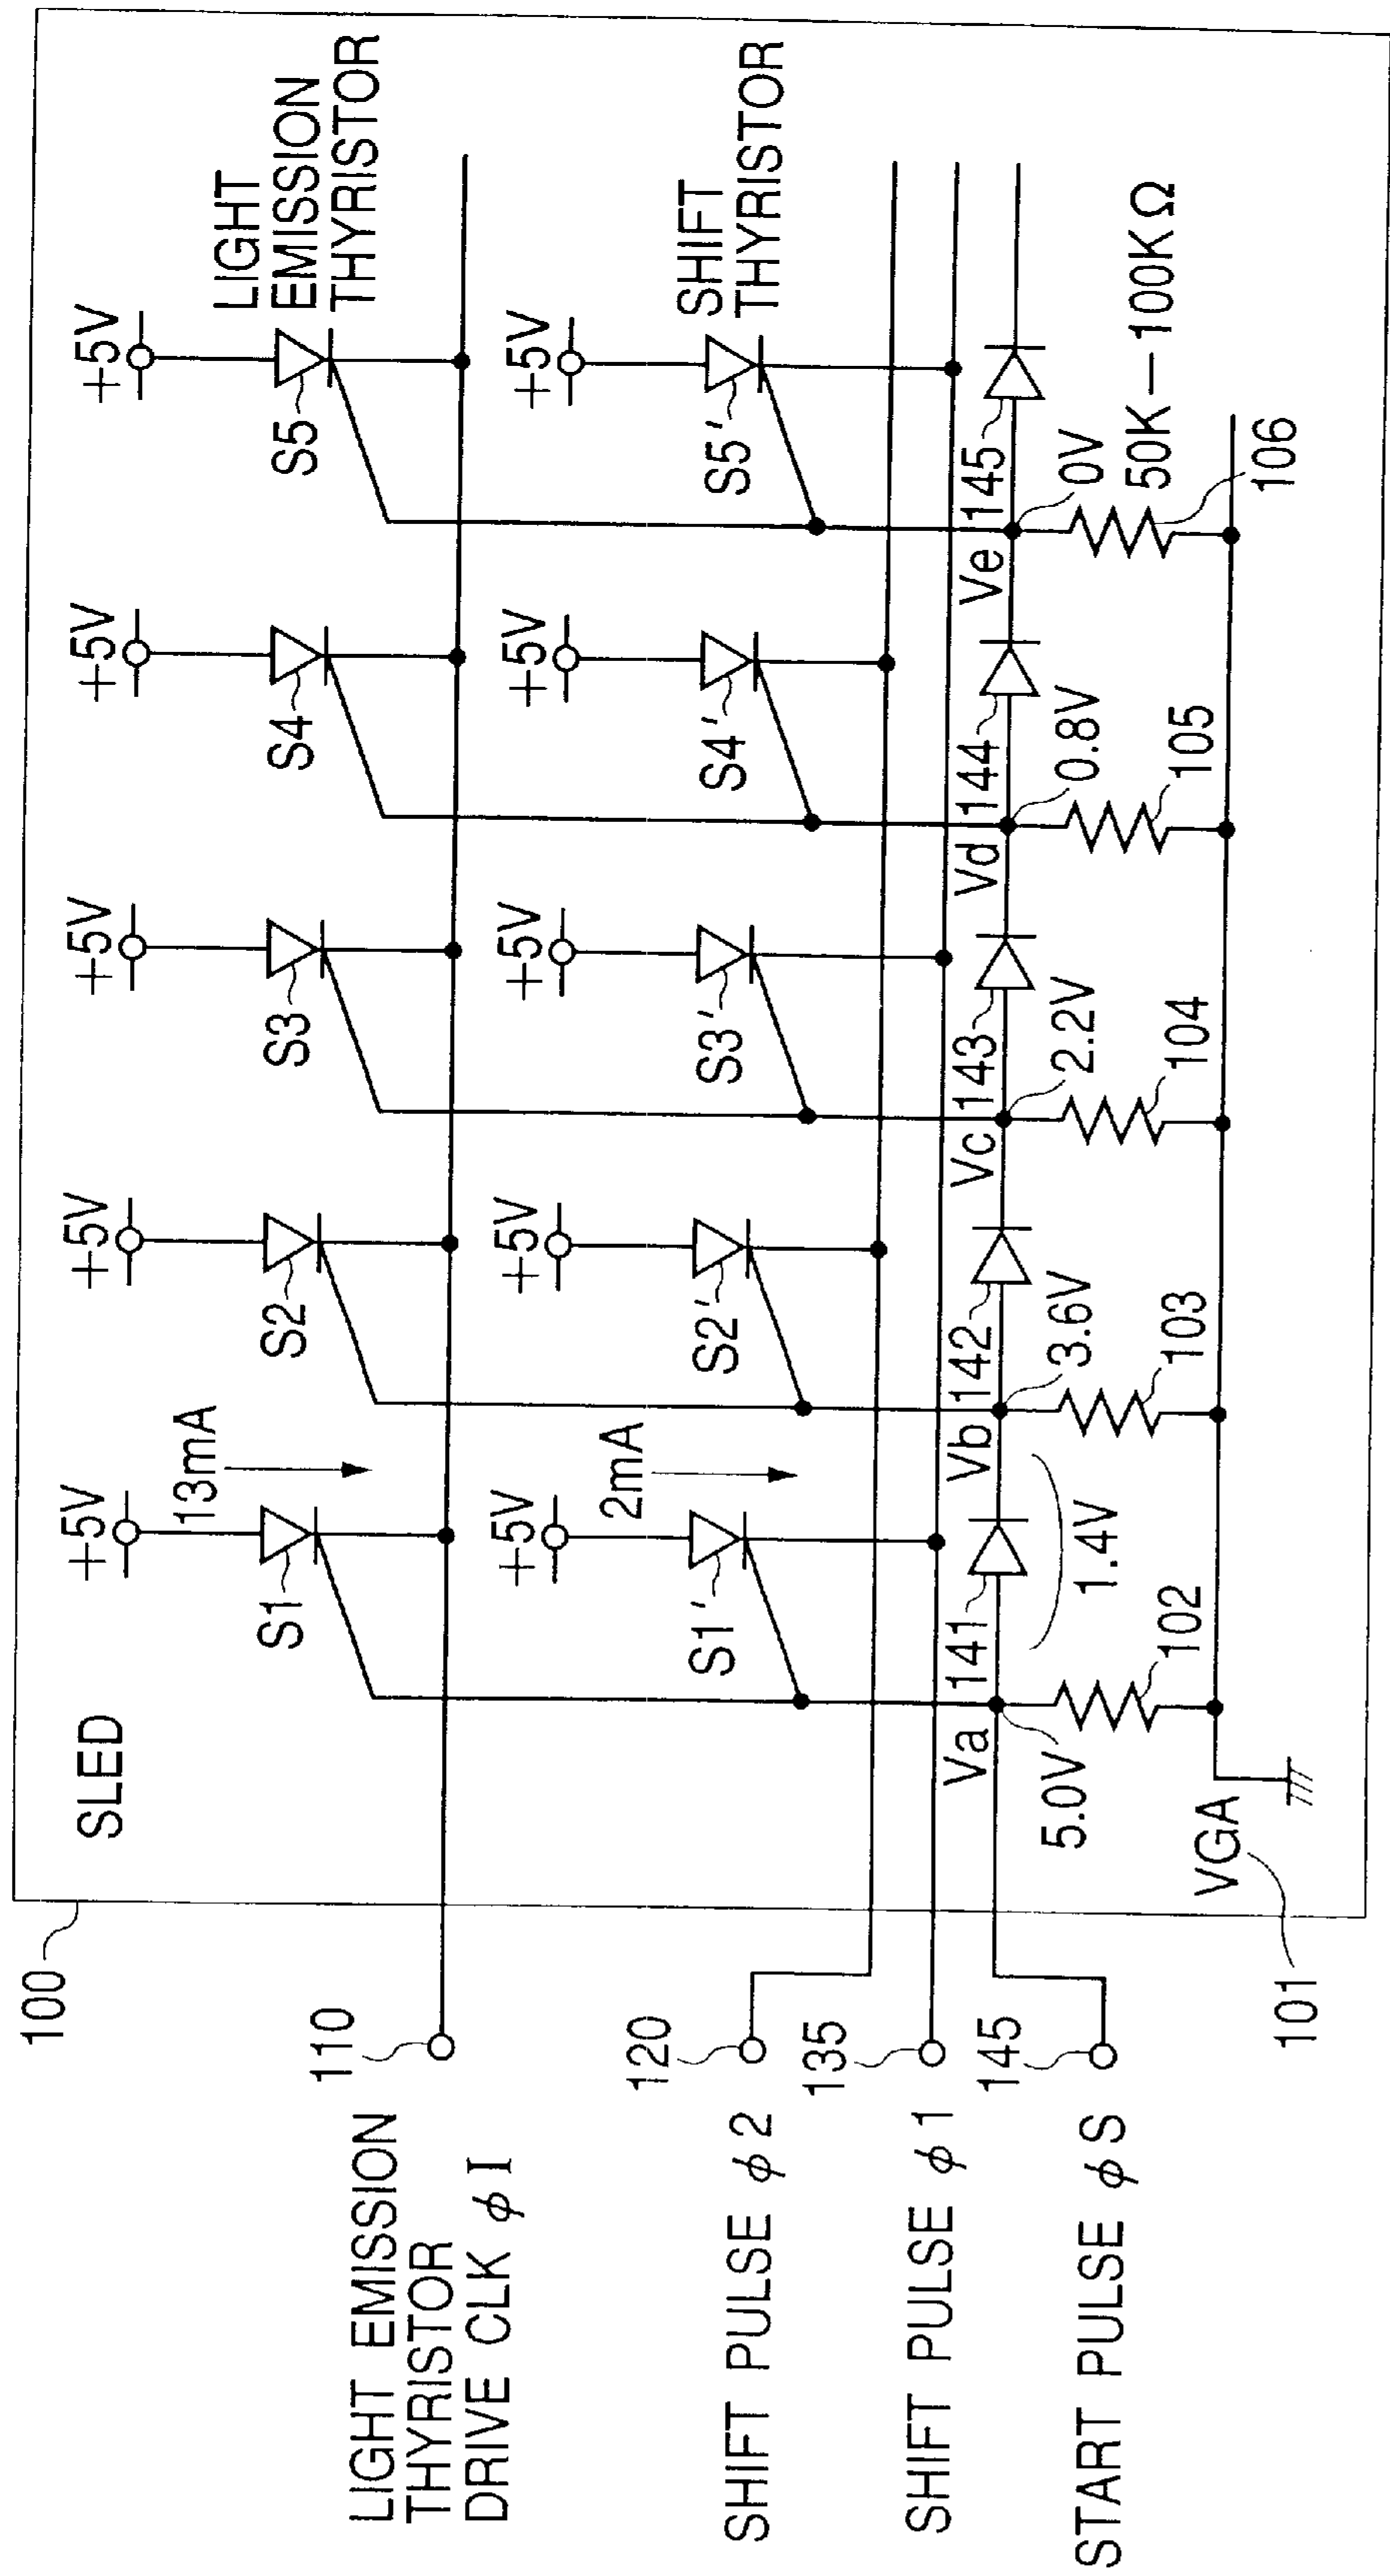 100
SLED
+5V
+5V
+5V
+5V
+5V
13mA
S1
S2
S3
S4
S5
LIGHT
EMISSION
THYRISTOR
110
LIGHT EMISSION
THYRISTOR
DRIVE CLK φI
+5V
+5V
+5V
+5V
+5V
2mA
S1'
S2'
S3'
S4'
S5'
SHIFT
THYRISTOR
120
SHIFT PULSE φ2
135
SHIFT PULSE φ1
145
START PULSE φS
Va
141
Vb
142
Vc
143
Vd
144
Ve
145
5.0V
1.4V
3.6V
2.2V
0.8V
0V
50K–100KΩ
102
103
104
105
106
VGA
101